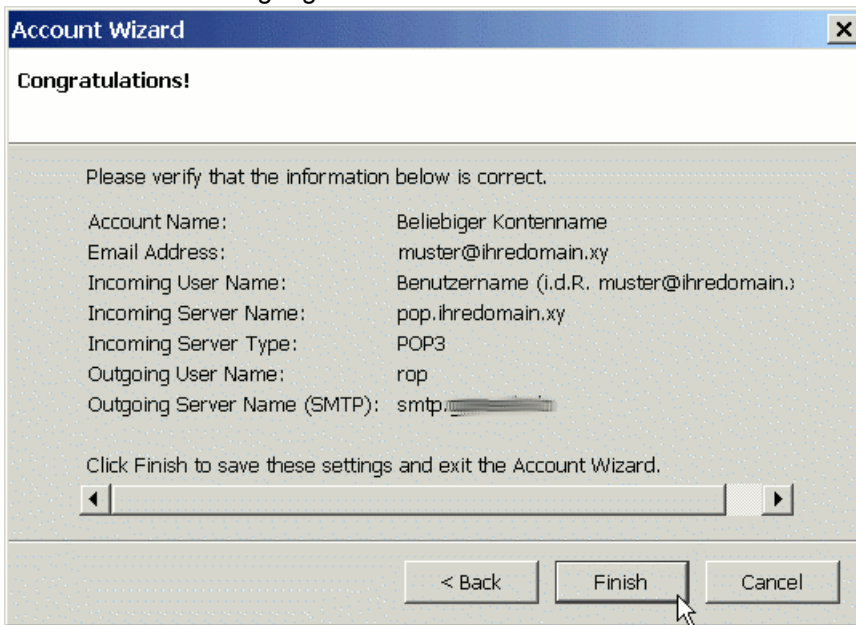 Account Wizard
Congratulations!
Please verify that the information below is correct.
Account Name: Beliebiger Kontenname
Email Address: muster@ihredomain.xy
Incoming User Name: Benutzername (i.d.R. muster@ihredomain.
Incoming Server Name: pop.ihredomain.xy
Incoming Server Type: POP3
Outgoing User Name: rop
Outgoing Server Name (SMTP): smtp.
Click Finish to save these settings and exit the Account Wizard.
< Back Finish Cancel